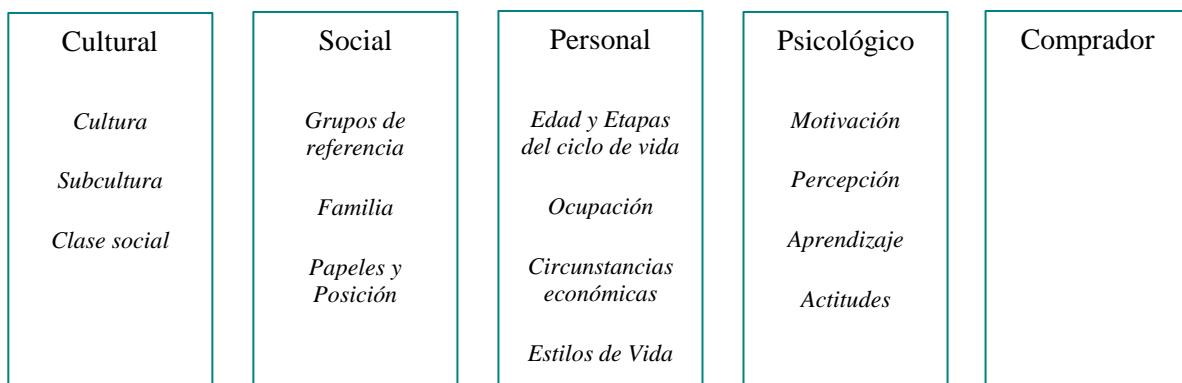 Cultural
Cultura
Subcultura
Clase social
Social
Grupos de
referencia
Familia
Papeles y
Posición
Personal
Edad y Etapas
del ciclo de vida
Ocupación
Circunstancias
económicas
Estilos de Vida
Psicológico
Motivación
Percepción
Aprendizaje
Actitudes
Comprador